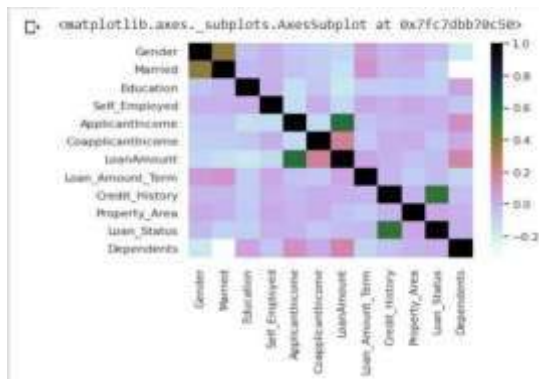 <matplotlib.axes._subplots.AxesSubplot at 0x7fc7dbb70c50>
Gender
Married
Education
Self_Employed
ApplicantIncome
CoapplicantIncome
LoanAmount
Loan_Amount_Term
Credit_History
Property_Area
Loan_Status
Dependents
1.0
0.8
0.6
0.4
0.2
0.0
−0.2
Gender
Married
Education
Self_Employed
ApplicantIncome
CoapplicantIncome
LoanAmount
Loan_Amount_Term
Credit_History
Property_Area
Loan_Status
Dependents